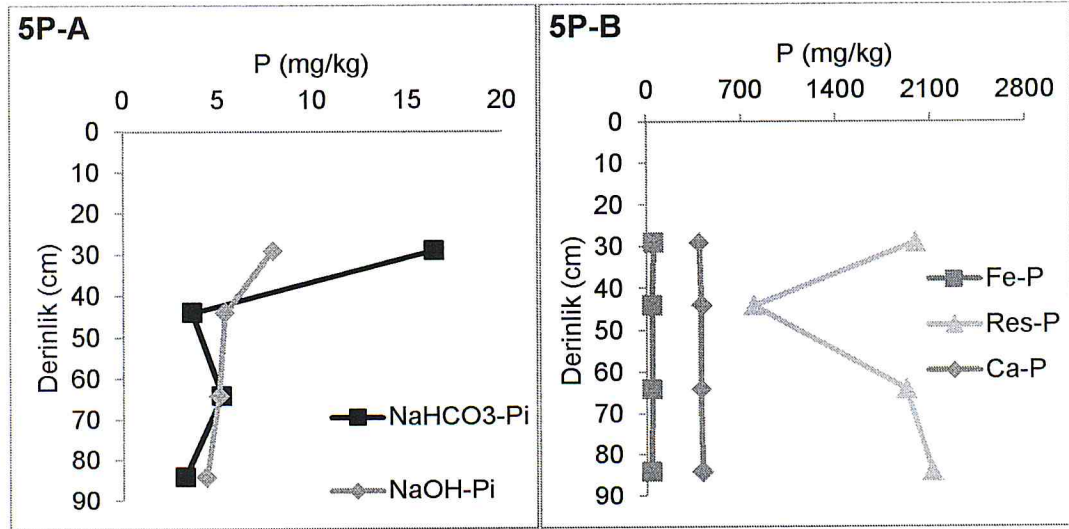 5P-A
P (mg/kg)
0 5 10 15 20
0
10
20
30
40
50
60
70
80
90
Derinlik (cm)
NaHCO3-Pi
NaOH-Pi
5P-B
P (mg/kg)
0 700 1400 2100 2800
0
10
20
30
40
50
60
70
80
90
Derinlik (cm)
Fe-P
Res-P
Ca-P